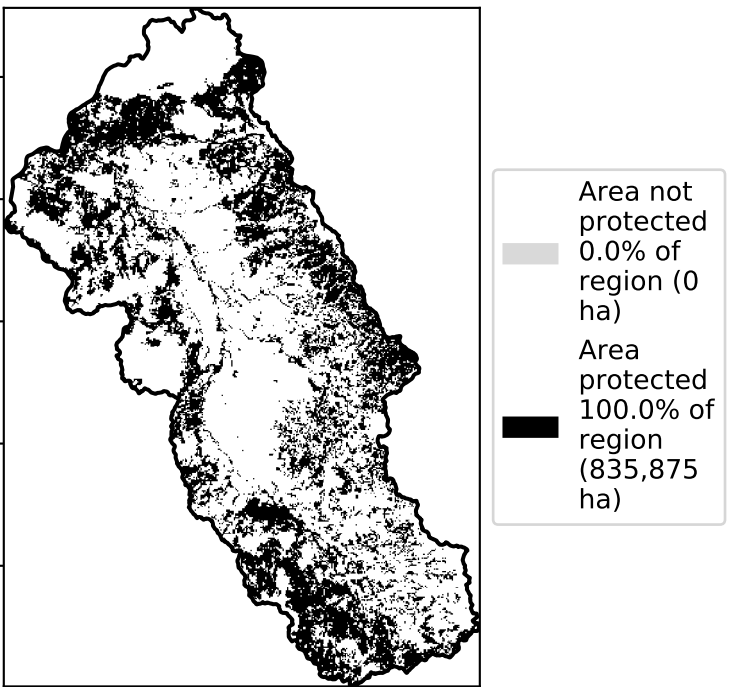 Area not
protected
0.0% of
region (0
ha)
Area
protected
100.0% of
region
(835,875
ha)